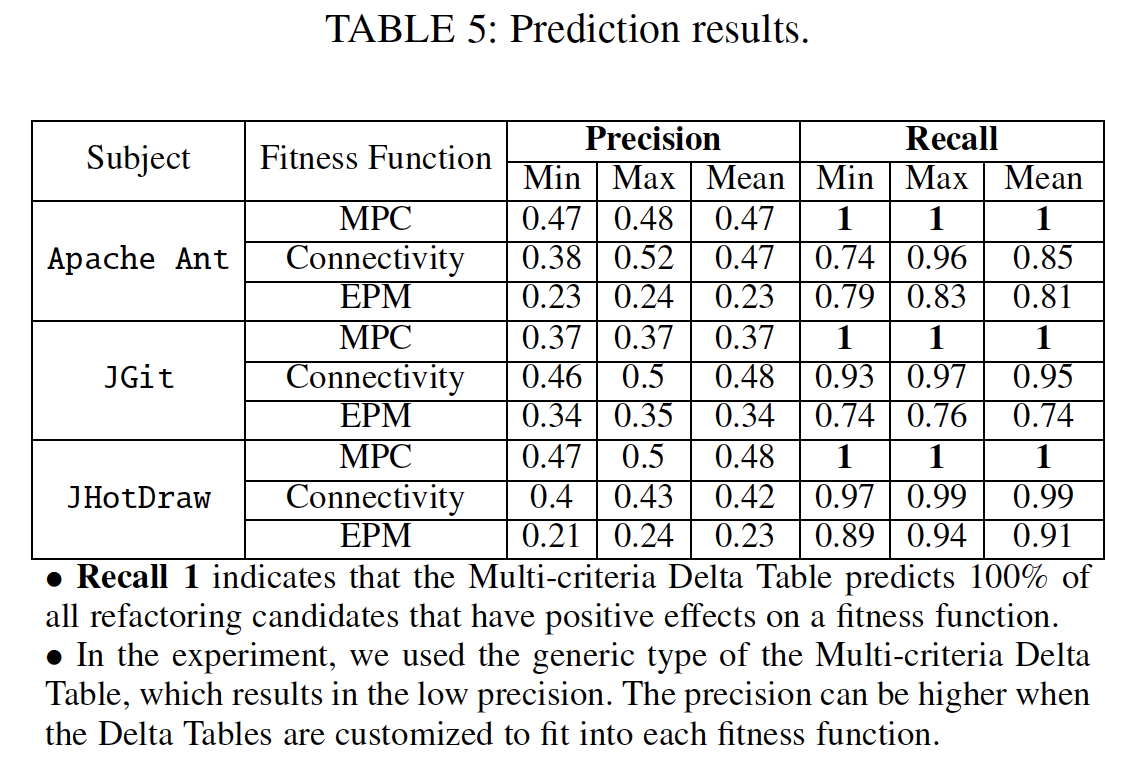 TABLE 5: Prediction results.
Subject Fitness Function Precision Recall
Min Max Mean Min Max Mean
Apache Ant MPC 0.47 0.48 0.47 1 1 1
Connectivity 0.38 0.52 0.47 0.74 0.96 0.85
EPM 0.23 0.24 0.23 0.79 0.83 0.81
JGit MPC 0.37 0.37 0.37 1 1 1
Connectivity 0.46 0.5 0.48 0.93 0.97 0.95
EPM 0.34 0.35 0.34 0.74 0.76 0.74
JHotDraw MPC 0.47 0.5 0.48 1 1 1
Connectivity 0.4 0.43 0.42 0.97 0.99 0.99
EPM 0.21 0.24 0.23 0.89 0.94 0.91
• Recall 1 indicates that the Multi-criteria Delta Table predicts 100% of
all refactoring candidates that have positive effects on a fitness function.
• In the experiment, we used the generic type of the Multi-criteria Delta
Table, which results in the low precision. The precision can be higher when
the Delta Tables are customized to fit into each fitness function.